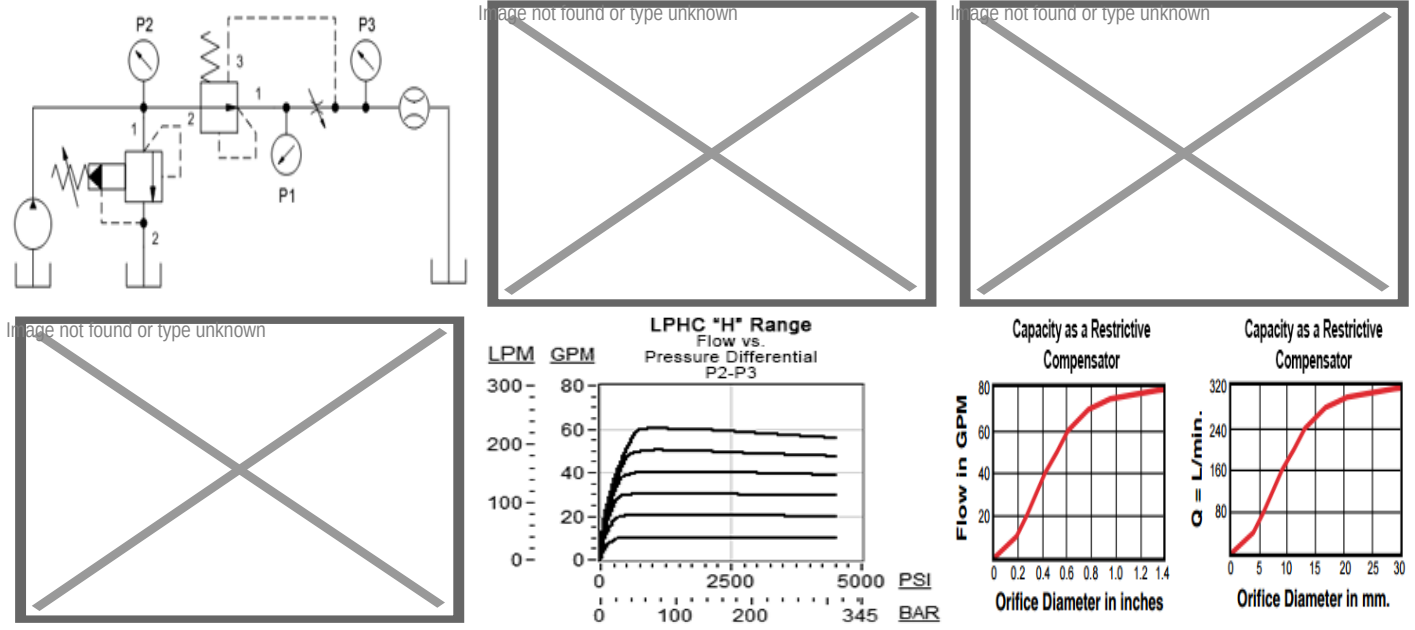 P2
P3
3
1
2
1
P1
2
Image not found or type unknown
Image not found or type unknown
Image not found or type unknown
LPHC "H" Range
Flow vs.
Pressure Differential
P2-P3
LPM GPM
300 80
60
200
40
100
20
0 0
0 2500 5000 PSI
0 100 200 345 BAR
Capacity as a Restrictive
Compensator
Flow in GPM
80
60
40
20
0 0.2 0.4 0.6 0.8 1.0 1.2 1.4
Orifice Diameter in inches
Capacity as a Restrictive
Compensator
Q = L/min.
320
240
160
80
0 5 10 15 20 25 30
Orifice Diameter in mm.